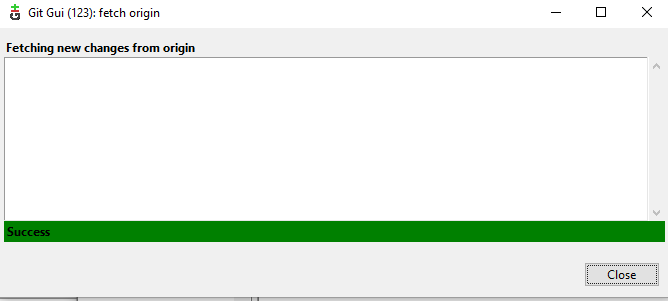 Git Gui (123): fetch origin
Fetching new changes from origin
Success
Close